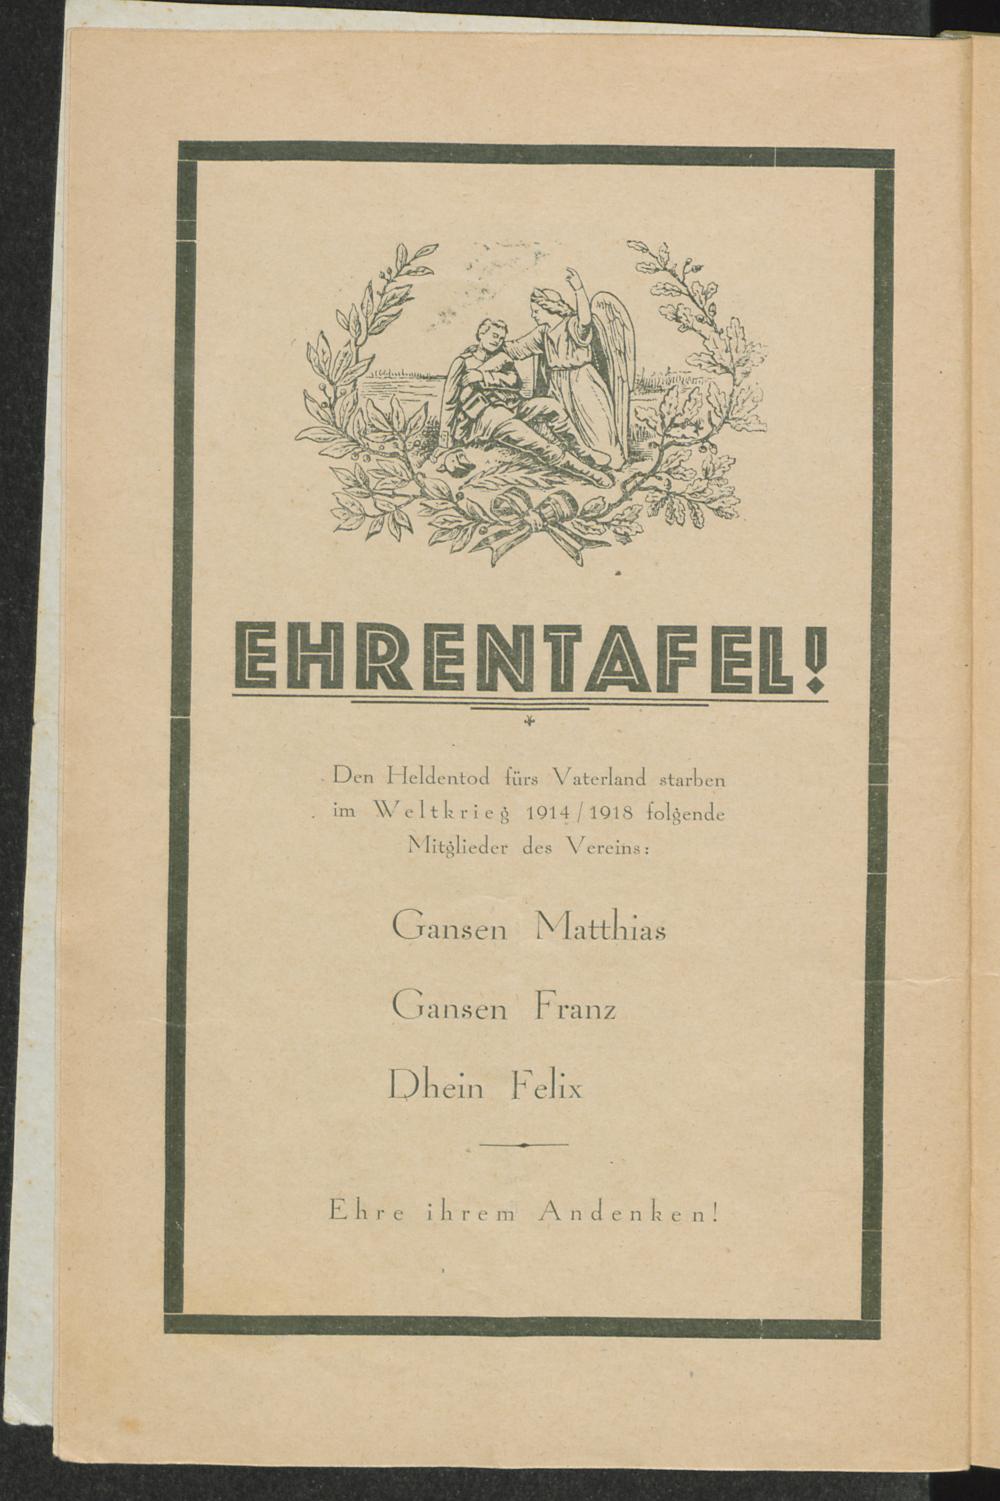 EHRENTAFEL!
Den Heldentod fürs Vaterland starben
im Weltkrieg 1914/1918 folgende
Mitglieder des Vereins:
Gansen Matthias
Gansen Franz
Dhein Felix
Ehre ihrem Andenken!